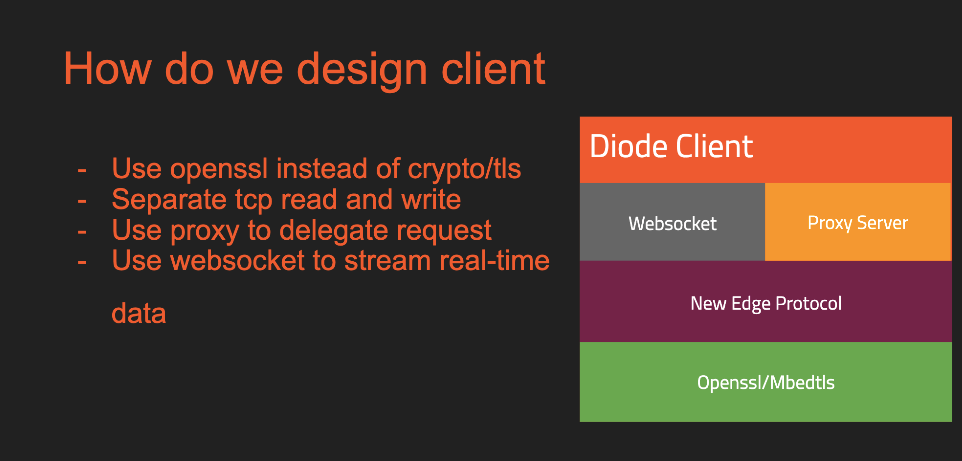 How do we design client
- Use openssl instead of crypto/tls
- Separate tcp read and write
- Use proxy to delegate request
- Use websocket to stream real-time
data
Diode Client
Websocket
Proxy Server
New Edge Protocol
Openssl/Mbedtls